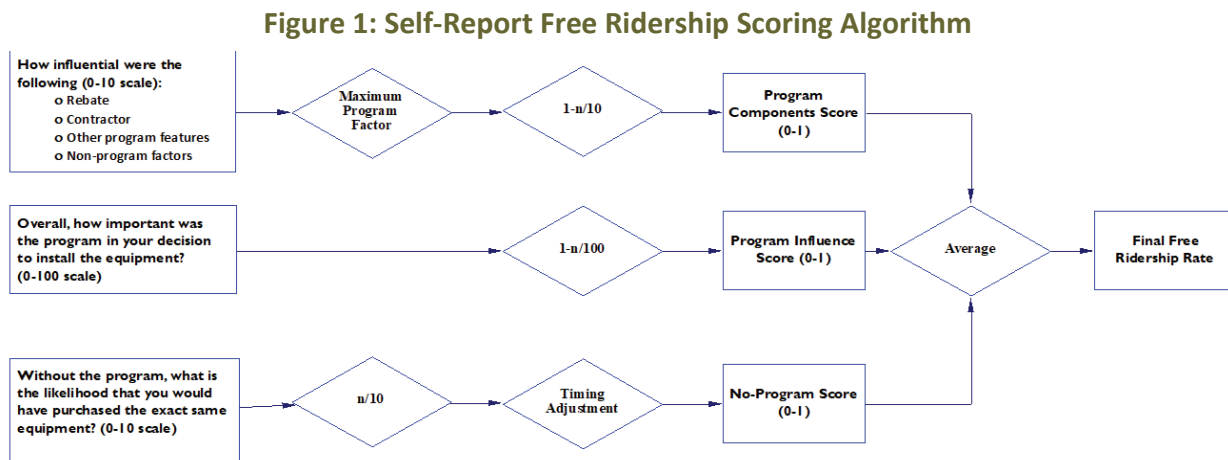 Figure 1: Self-Report Free Ridership Scoring Algorithm
How influential were the
following (0-10 scale):
o Rebate
o Contractor
o Other program features
o Non-program factors
Maximum
Program
Factor
1-n/10
Program
Components Score
(0-1)
Overall, how important was
the program in your decision
to install the equipment?
(0-100 scale)
1-n/100
Program Influence
Score (0-1)
Average
Final Free
Ridership Rate
Without the program, what is
the likelihood that you would
have purchased the exact same
equipment? (0-10 scale)
n/10
Timing
Adjustment
No-Program Score
(0-1)